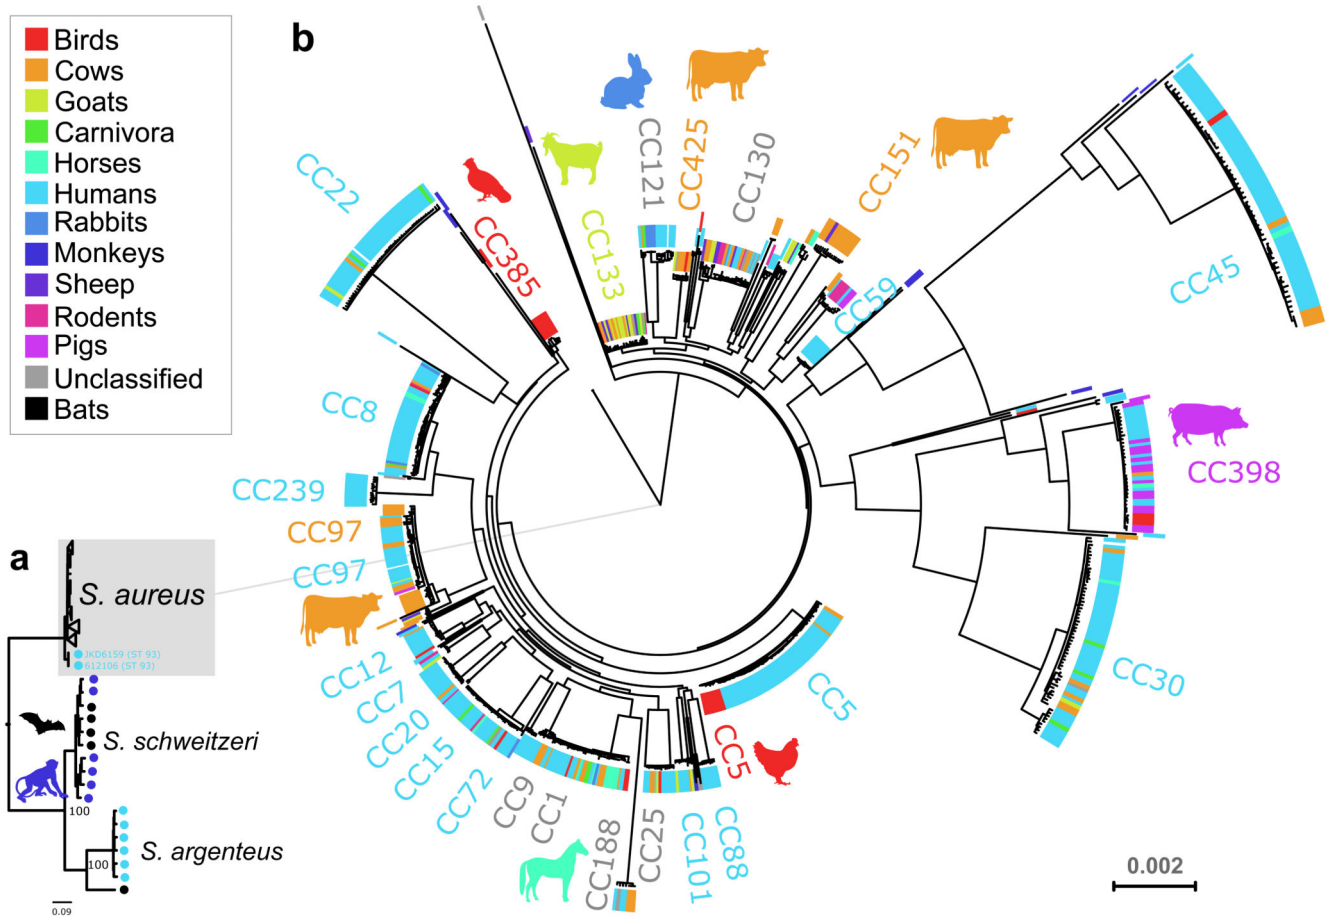 b
Birds
Cows
Goats
Carnivora
Horses
Humans
Rabbits
Monkeys
Sheep
Rodents
Pigs
Unclassified
Bats
CC22
CC385
CC133
CC121
CC425
CC130
CC151
CC59
CC45
CC8
CC239
CC97
CC97
CC398
CC30
CC12
CC7
CC20
CC15
CC72
CC9
CC1
CC188
CC25
CC101
CC88
CC5
CC5
0.002
a
S. aureus
JKD6159 (ST 93)
612106 (ST 93)
S. schweitzeri
100
100
S. argenteus
0.09